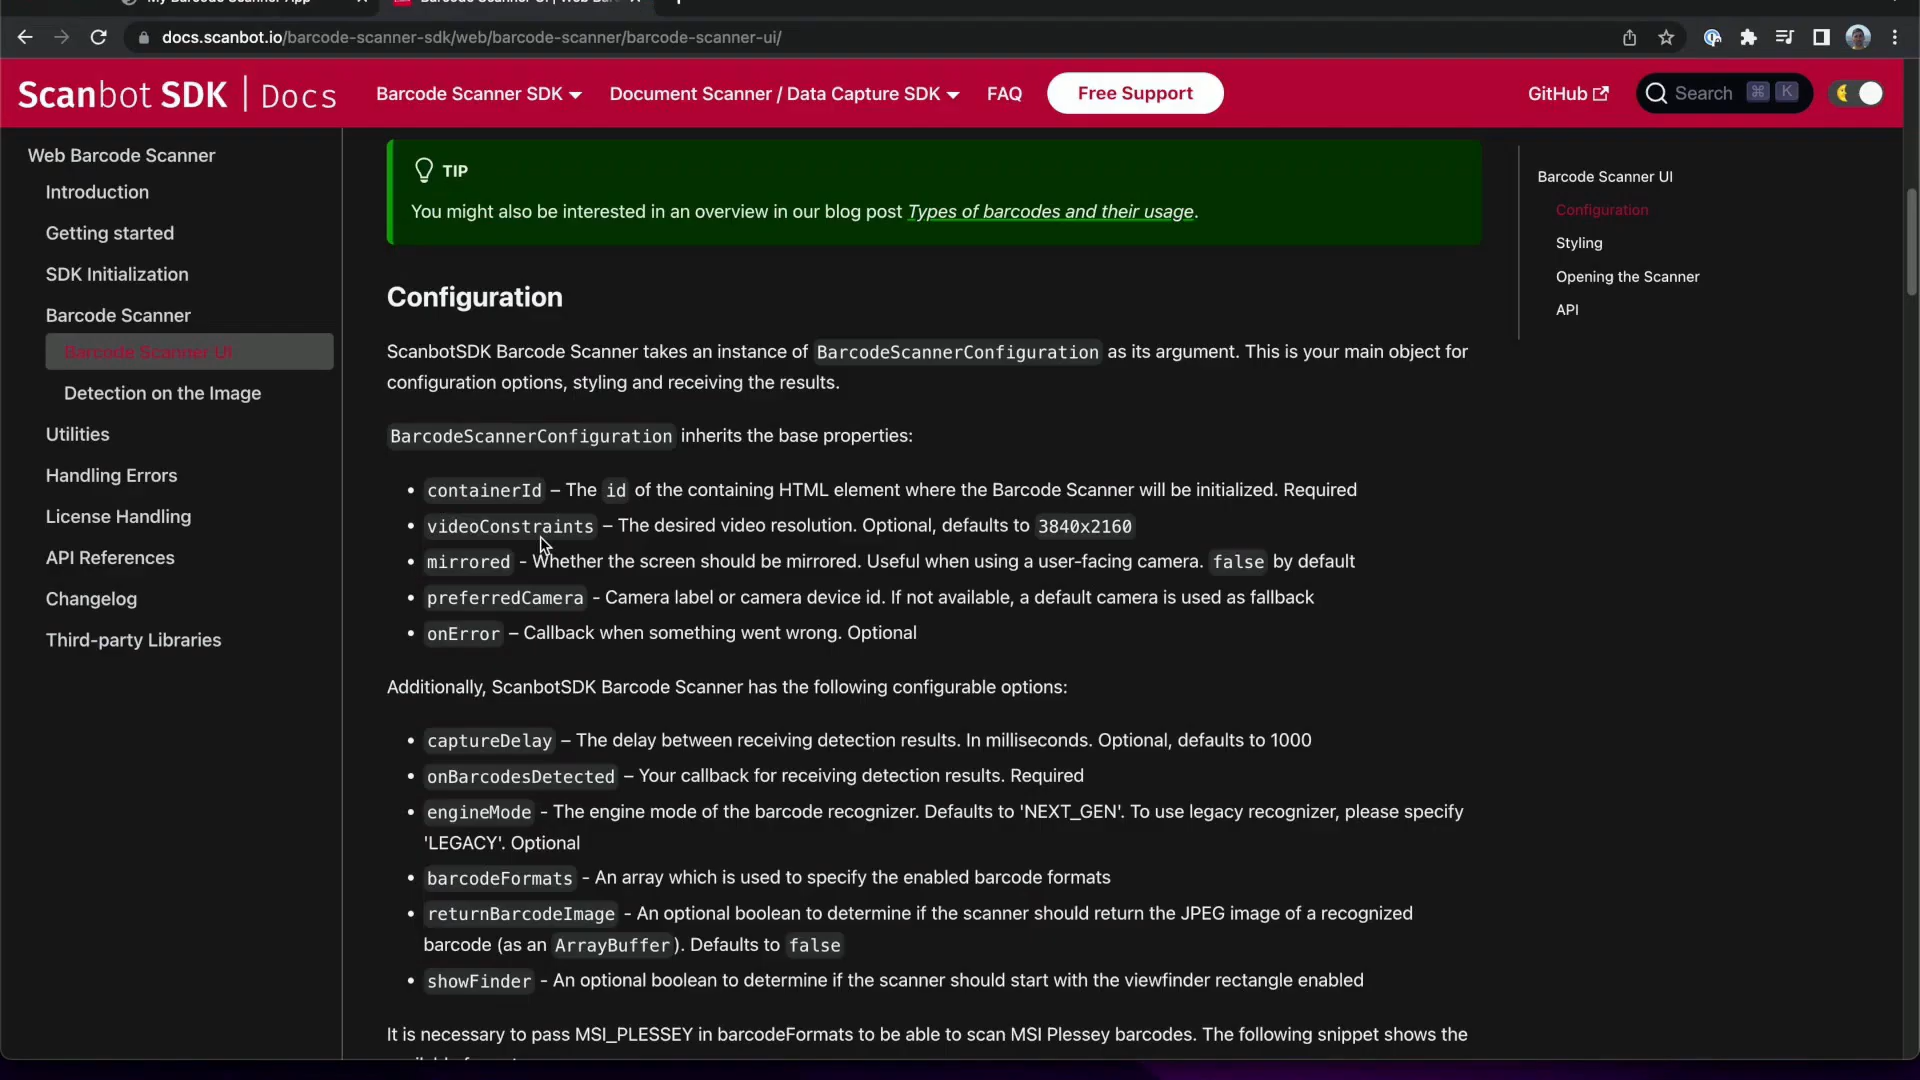 My Barcode Scanner App
Barcode Scanner UI | Web Bar
docs.scanbot.io/barcode-scanner-sdk/web/barcode-scanner/barcode-scanner-ui/
Scanbot SDK | Docs
Barcode Scanner SDK
Document Scanner / Data Capture SDK
FAQ
Free Support
GitHub
Search ⌘ K
Web Barcode Scanner
Introduction
Getting started
SDK Initialization
Barcode Scanner
Barcode Scanner UI
Detection on the Image
Utilities
Handling Errors
License Handling
API References
Changelog
Third-party Libraries
TIP
You might also be interested in an overview in our blog post Types of barcodes and their usage.
Configuration
ScanbotSDK Barcode Scanner takes an instance of BarcodeScannerConfiguration as its argument. This is your main object for
configuration options, styling and receiving the results.
BarcodeScannerConfiguration inherits the base properties:
• containerId – The id of the containing HTML element where the Barcode Scanner will be initialized. Required
• videoConstraints – The desired video resolution. Optional, defaults to 3840x2160
• mirrored - Whether the screen should be mirrored. Useful when using a user-facing camera. false by default
• preferredCamera - Camera label or camera device id. If not available, a default camera is used as fallback
• onError – Callback when something went wrong. Optional
Additionally, ScanbotSDK Barcode Scanner has the following configurable options:
• captureDelay – The delay between receiving detection results. In milliseconds. Optional, defaults to 1000
• onBarcodesDetected – Your callback for receiving detection results. Required
• engineMode - The engine mode of the barcode recognizer. Defaults to 'NEXT_GEN'. To use legacy recognizer, please specify
'LEGACY'. Optional
• barcodeFormats - An array which is used to specify the enabled barcode formats
• returnBarcodeImage - An optional boolean to determine if the scanner should return the JPEG image of a recognized
barcode (as an ArrayBuffer). Defaults to false
• showFinder - An optional boolean to determine if the scanner should start with the viewfinder rectangle enabled
It is necessary to pass MSI_PLESSEY in barcodeFormats to be able to scan MSI Plessey barcodes. The following snippet shows the
Barcode Scanner UI
Configuration
Styling
Opening the Scanner
API